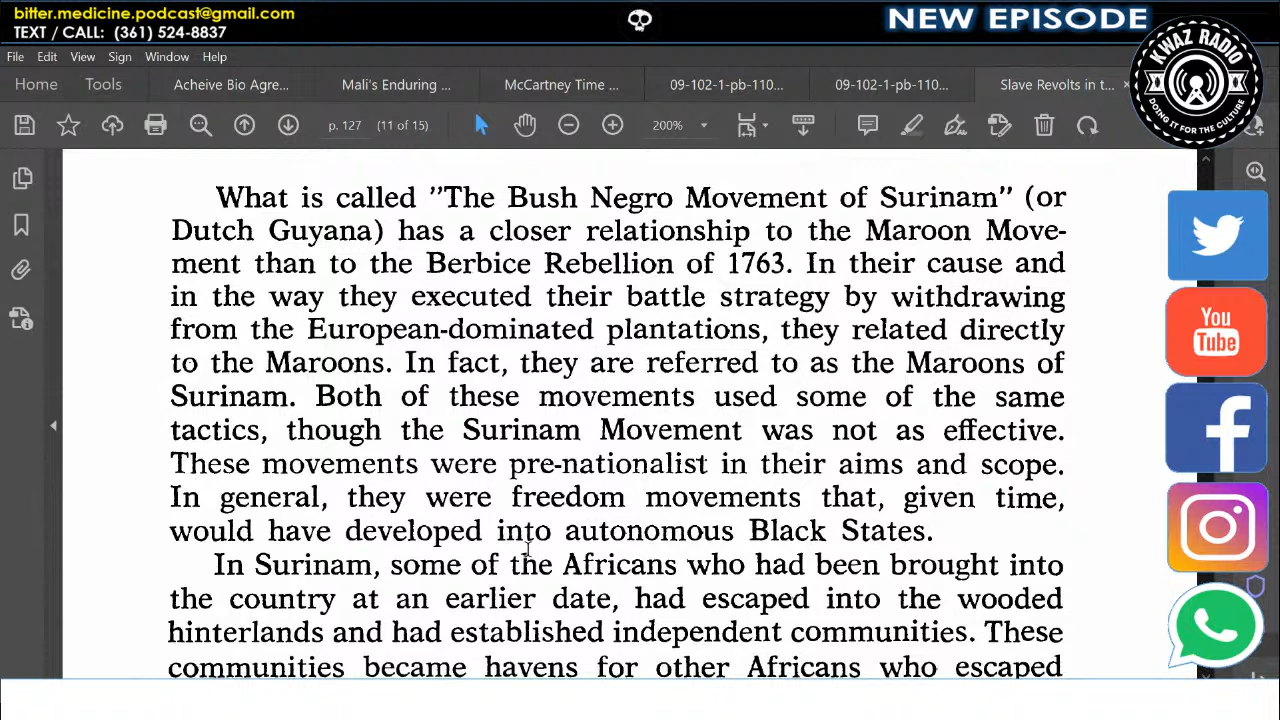 bitter.medicine.podcast@gmail.com
TEXT / CALL: (361) 524-8837
NEW EPISODE
KWAZ RADIO
DOING IT FOR THE CULTURE
File Edit View Sign Window Help
Home Tools Acheive Bio Agre... Mali's Enduring ... McCartney Time ... 09-102-1-pb-110... 09-102-1-pb-110... Slave Revolts in t...
p. 127 (11 of 15) 200%
What is called "The Bush Negro Movement of Surinam" (or
Dutch Guyana) has a closer relationship to the Maroon Move-
ment than to the Berbice Rebellion of 1763. In their cause and
in the way they executed their battle strategy by withdrawing
from the European-dominated plantations, they related directly
to the Maroons. In fact, they are referred to as the Maroons of
Surinam. Both of these movements used some of the same
tactics, though the Surinam Movement was not as effective.
These movements were pre-nationalist in their aims and scope.
In general, they were freedom movements that, given time,
would have developed into autonomous Black States.
In Surinam, some of the Africans who had been brought into
the country at an earlier date, had escaped into the wooded
hinterlands and had established independent communities. These
communities became havens for other Africans who escaped
You
Tube